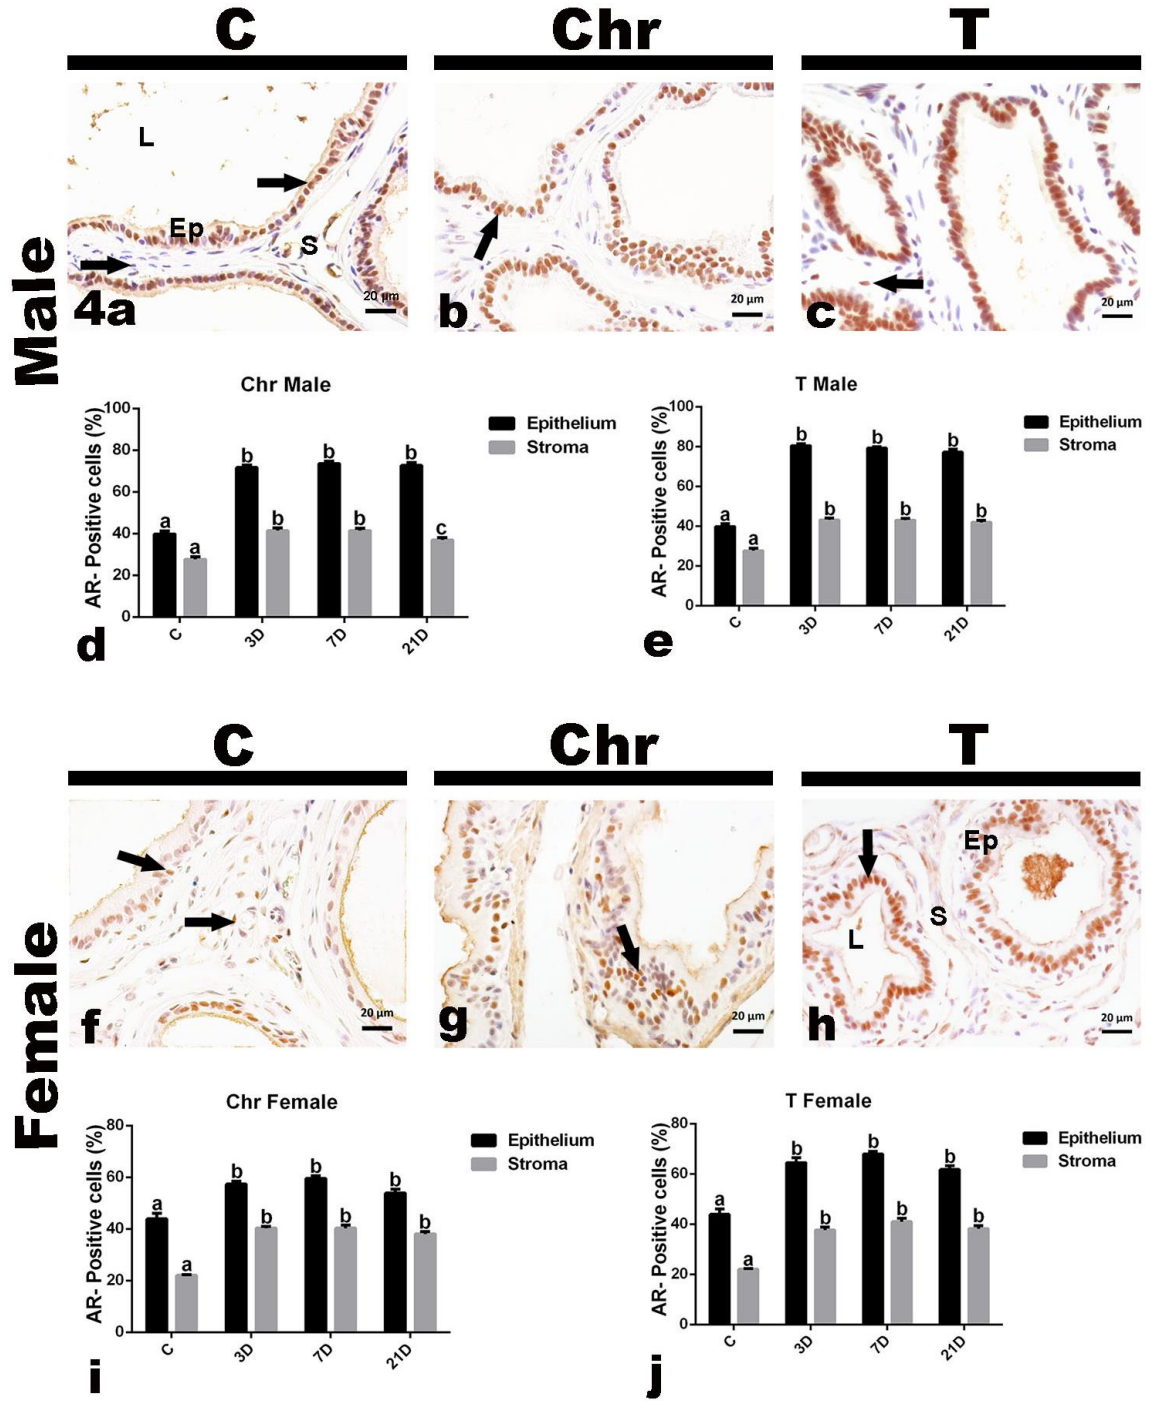 C Chr T
Male
L
Ep
S
4a
20 µm
b
20 µm
c
20 µm
Chr Male
AR- Positive cells (%)
100
80
60
40
20
0
a a b b b b b c
C 3D 7D 21D
Epithelium
Stroma
d
T Male
AR- Positive cells (%)
100
80
60
40
20
0
a a b b b b b b
C 3D 7D 21D
Epithelium
Stroma
e
C Chr T
Female
f
20 µm
g
20 µm
Ep
S
L
h
20 µm
Chr Female
AR- Positive cells (%)
80
60
40
20
0
a a b b b b b b
C 3D 7D 21D
Epithelium
Stroma
i
T Female
AR- Positive cells (%)
80
60
40
20
0
a a b b b b b b
C 3D 7D 21D
Epithelium
Stroma
j